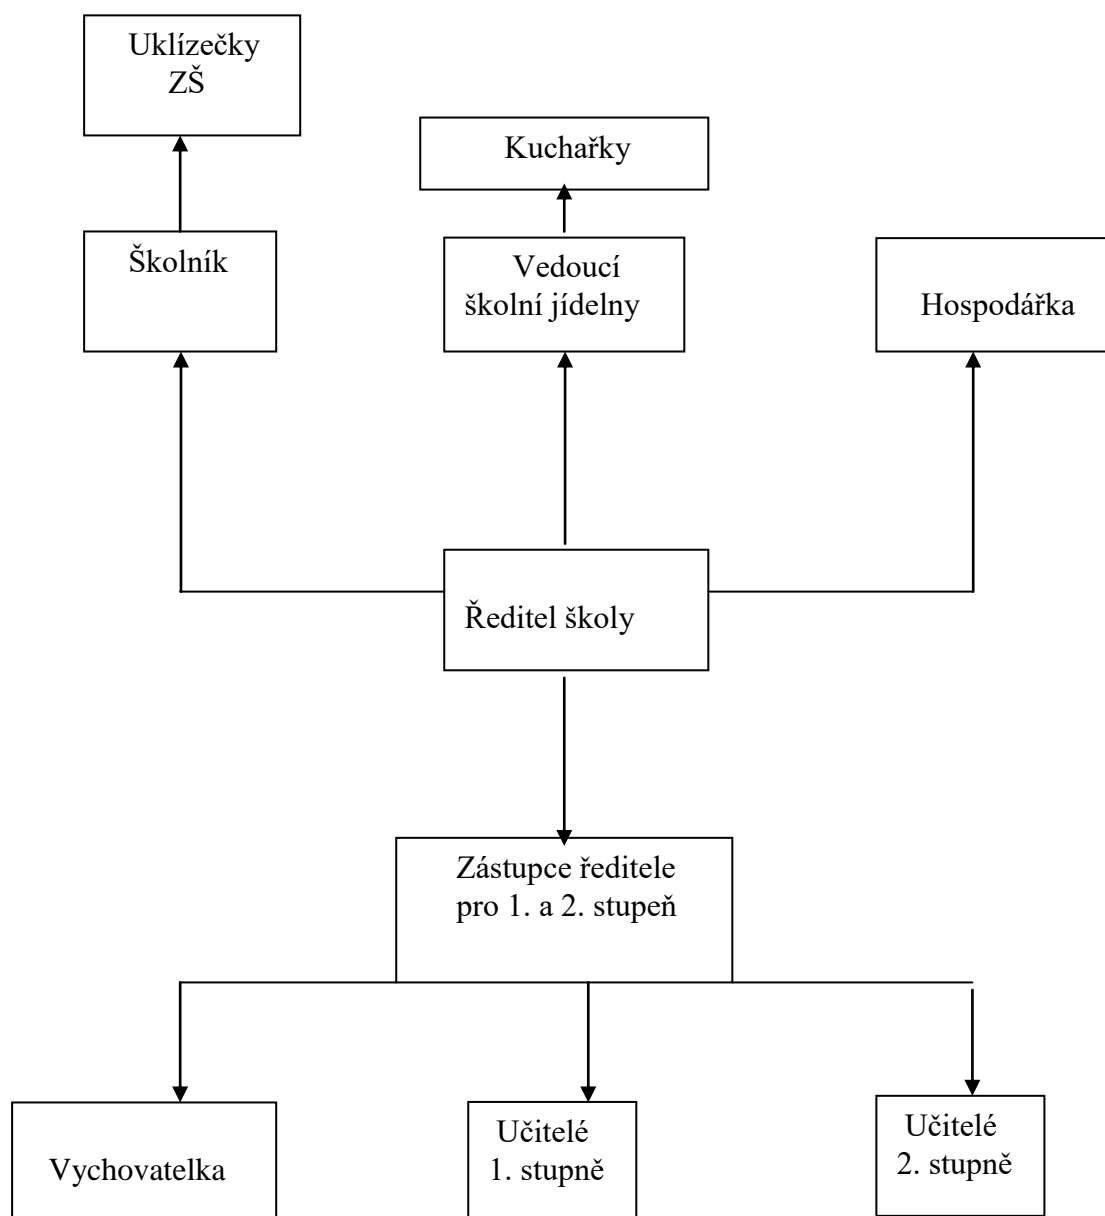 Uklízečky
ZŠ
Kuchařky
Školník
Vedoucí
školní jídelny
Hospodářka
Ředitel školy
Zástupce ředitele
pro 1. a 2. stupeň
Vychovatelka
Učitelé
1. stupně
Učitelé
2. stupně